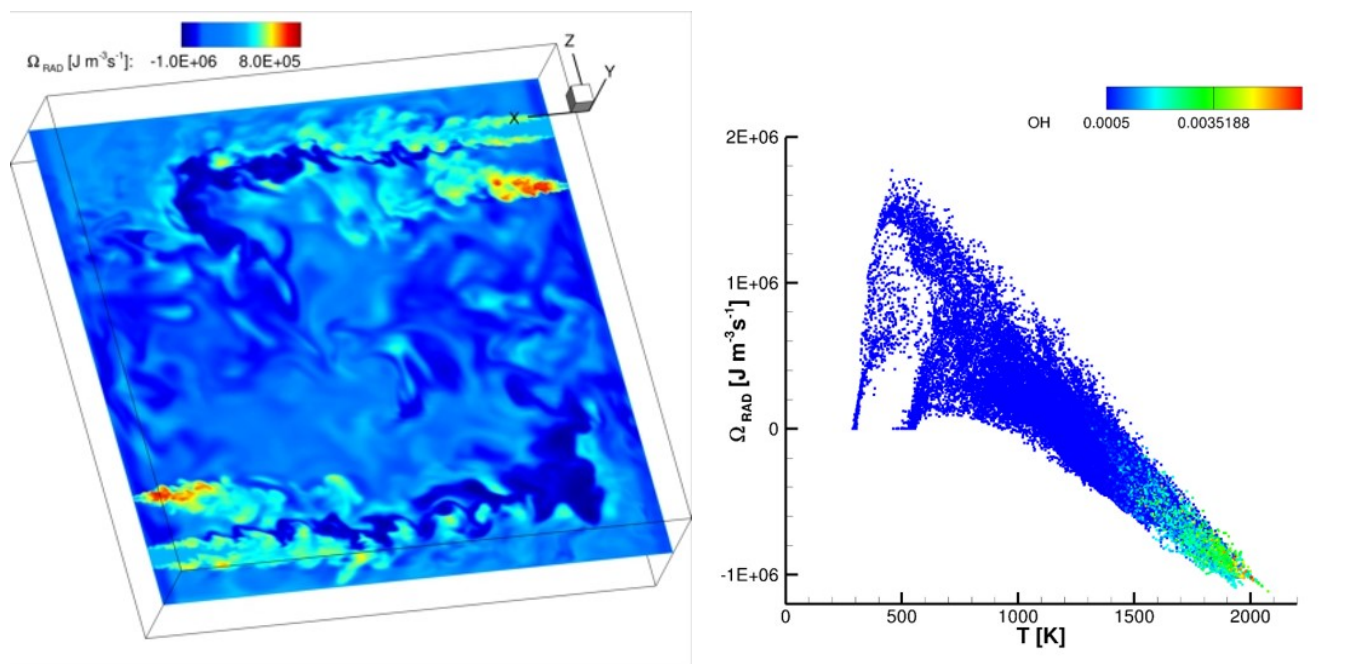 Ω RAD [J m-3s-1]: -1.0E+06 8.0E+05
Z
Y
X
OH 0.0005 0.0035188
2E+06
1E+06
0
-1E+06
ΩRAD [J m-3s-1]
0 500 1000 1500 2000
T [K]